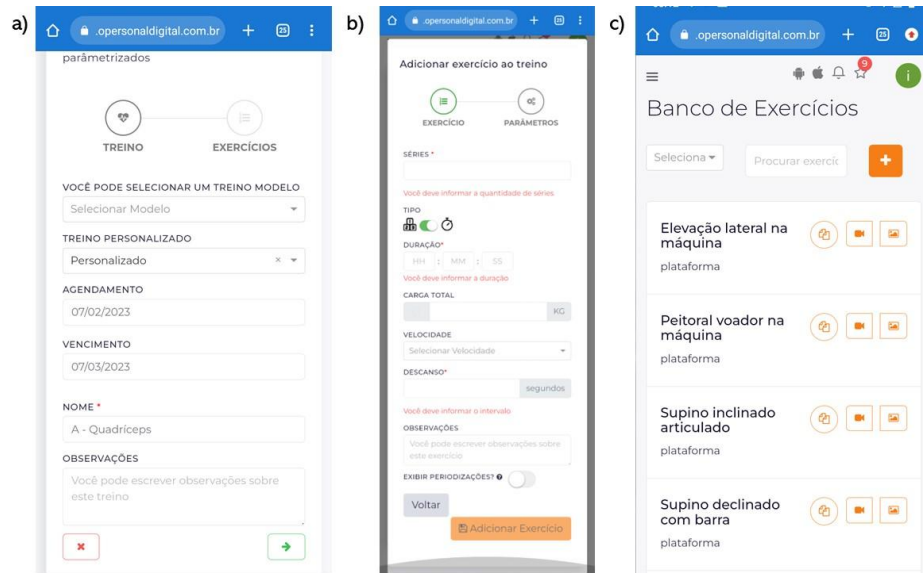 a)
.opersonaldigital.com.br
25
parâmetrizados
TREINO
EXERCÍCIOS
VOCÊ PODE SELECIONAR UM TREINO MODELO
Selecionar Modelo
TREINO PERSONALIZADO
Personalizado
AGENDAMENTO
07/02/2023
VENCIMENTO
07/03/2023
NOME *
A - Quadríceps
OBSERVAÇÕES
Você pode escrever observações sobre
este treino
b)
.opersonaldigital.com.br
25
Adicionar exercício ao treino
EXERCÍCIO
PARÂMETROS
SÉRIES *
Você deve informar a quantidade de séries
TIPO
DURAÇÃO*
HH : MM : SS
Você deve informar a duração
CARGA TOTAL
KG
VELOCIDADE
Selecionar Velocidade
DESCANSO*
segundos
Você deve informar o intervalo
OBSERVAÇÕES
Você pode escrever observações sobre
este exercício
EXIBIR PERIODIZAÇÕES?
Voltar
Adicionar Exercício
c)
.opersonaldigital.com.br
25
9
i
Banco de Exercícios
Seleciona
Procurar exercíc
Elevação lateral na
máquina
plataforma
Peitoral voador na
máquina
plataforma
Supino inclinado
articulado
plataforma
Supino declinado
com barra
plataforma